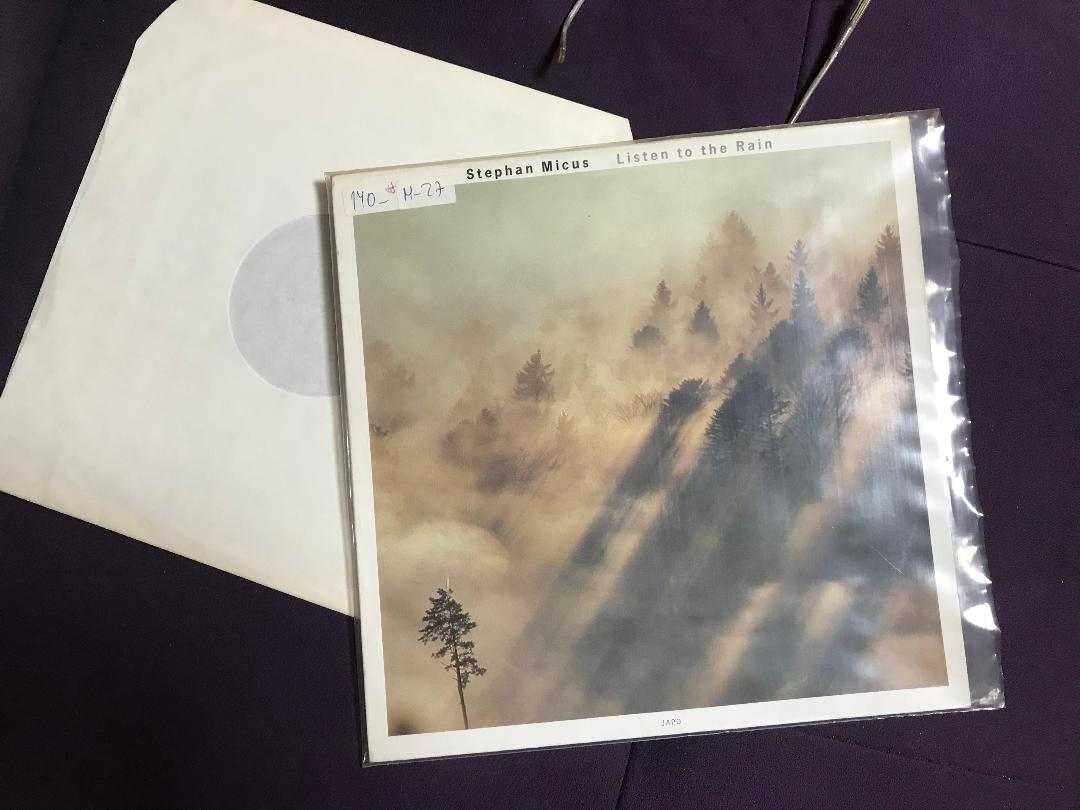 Stephan Micus Listen to the Rain
140- M-27
JAPO